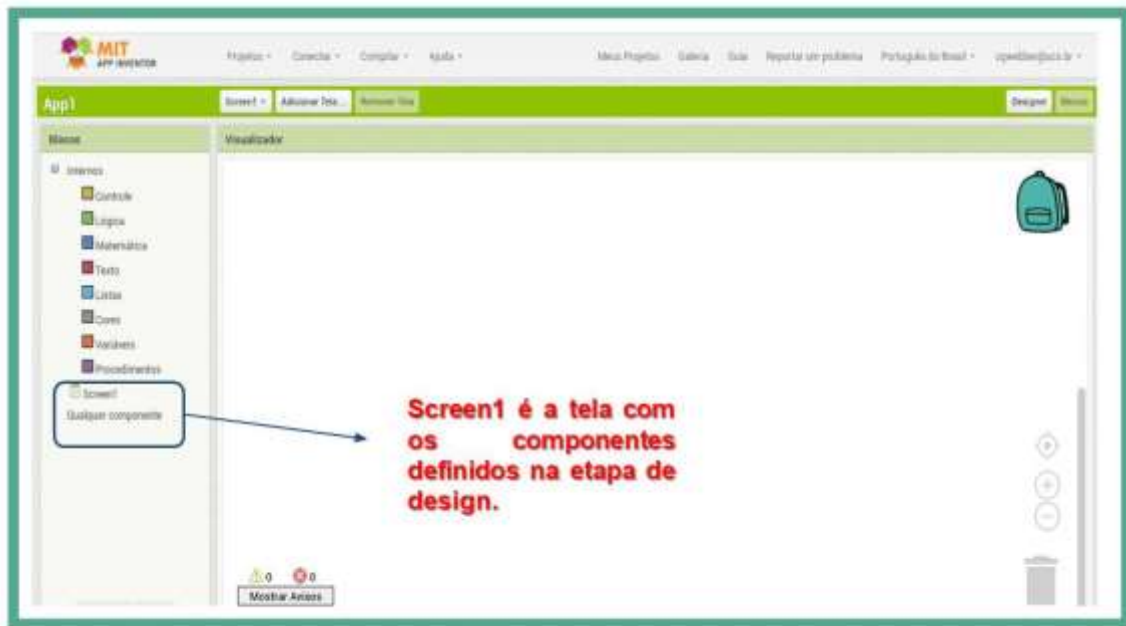 MIT
APP INVENTOR
Projetos Conectar Compilar Ajuda
Meus Projetos Galeria Guia Reportar um problema Português do Brasil
App1
Screen1 Adicionar Tela ... Remover Tela
Designer Blocos
Blocos
Visualizador
Internos
Controle
Lógica
Matemática
Texto
Listas
Cores
Variáveis
Procedimentos
Screen1
Qualquer componente
Screen1 é a tela com
os componentes
definidos na etapa de
design.
0 0
Mostrar Avisos